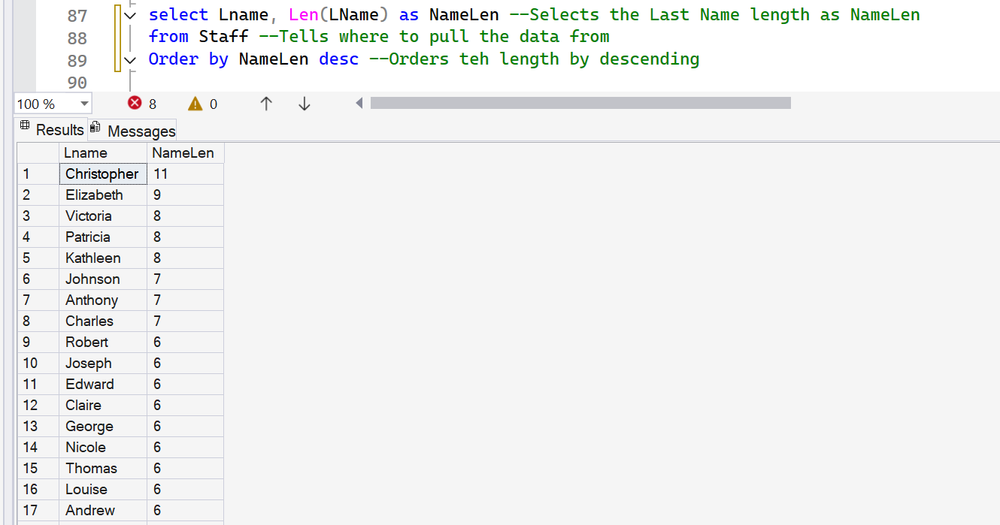 87 select Lname, Len(LName) as NameLen --Selects the Last Name length as NameLen
88 from Staff --Tells where to pull the data from
89 Order by NameLen desc --Orders teh length by descending
90
100 % 8 0
Results Messages
Lname NameLen
1 Christopher 11
2 Elizabeth 9
3 Victoria 8
4 Patricia 8
5 Kathleen 8
6 Johnson 7
7 Anthony 7
8 Charles 7
9 Robert 6
10 Joseph 6
11 Edward 6
12 Claire 6
13 George 6
14 Nicole 6
15 Thomas 6
16 Louise 6
17 Andrew 6